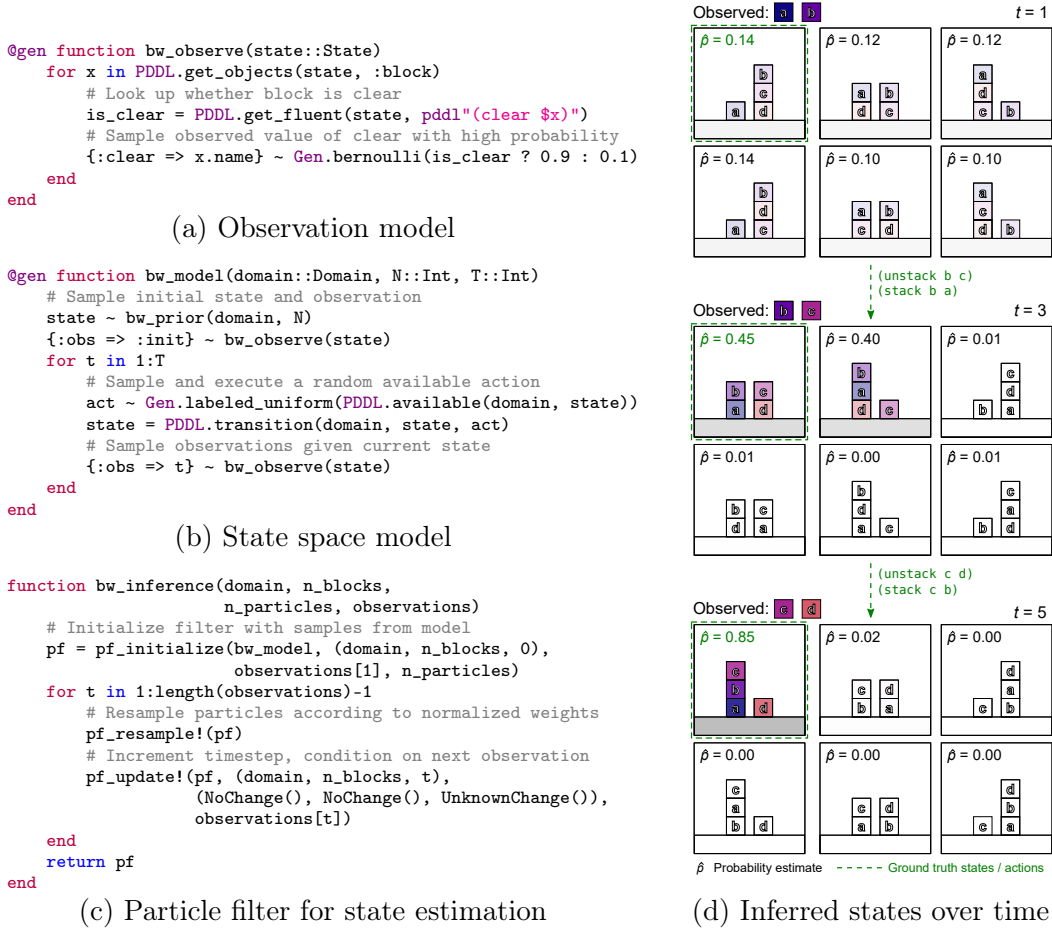 @gen function bw_observe(state::State)
    for x in PDDL.get_objects(state, :block)
        # Look up whether block is clear
        is_clear = PDDL.get_fluent(state, pddl"(clear $x)")
        # Sample observed value of clear with high probability
        {:clear => x.name} ~ Gen.bernoulli(is_clear ? 0.9 : 0.1)
    end
end
(a) Observation model
@gen function bw_model(domain::Domain, N::Int, T::Int)
    # Sample initial state and observation
    state ~ bw_prior(domain, N)
    {:obs => :init} ~ bw_observe(state)
    for t in 1:T
        # Sample and execute a random available action
        act ~ Gen.labeled_uniform(PDDL.available(domain, state))
        state = PDDL.transition(domain, state, act)
        # Sample observations given current state
        {:obs => t} ~ bw_observe(state)
    end
end
(b) State space model
function bw_inference(domain, n_blocks,
                      n_particles, observations)
    # Initialize filter with samples from model
    pf = pf_initialize(bw_model, (domain, n_blocks, 0),
                       observations[1], n_particles)
    for t in 1:length(observations)-1
        # Resample particles according to normalized weights
        pf_resample!(pf)
        # Increment timestep, condition on next observation
        pf_update!(pf, (domain, n_blocks, t),
                   (NoChange(), NoChange(), UnknownChange()),
                   observations[t])
    end
    return pf
end
(c) Particle filter for state estimation
Observed: a b t = 1
p̂ = 0.14 p̂ = 0.12 p̂ = 0.12
b a
c a b d
a d d c c b
p̂ = 0.14 p̂ = 0.10 p̂ = 0.10
b a
d a b c
a c c d d b
(unstack b c)
(stack b a)
Observed: b c t = 3
p̂ = 0.45 p̂ = 0.40 p̂ = 0.01
b c
b c a d
a d d c b a
p̂ = 0.01 p̂ = 0.00 p̂ = 0.01
b c
b c d a
d a a c b d
(unstack c d)
(stack c b)
Observed: c d t = 5
p̂ = 0.85 p̂ = 0.02 p̂ = 0.00
c d
b c d a
a d b a c b
p̂ = 0.00 p̂ = 0.00 p̂ = 0.00
c d
a c d b
b d a b c a
p̂ Probability estimate Ground truth states / actions
(d) Inferred states over time